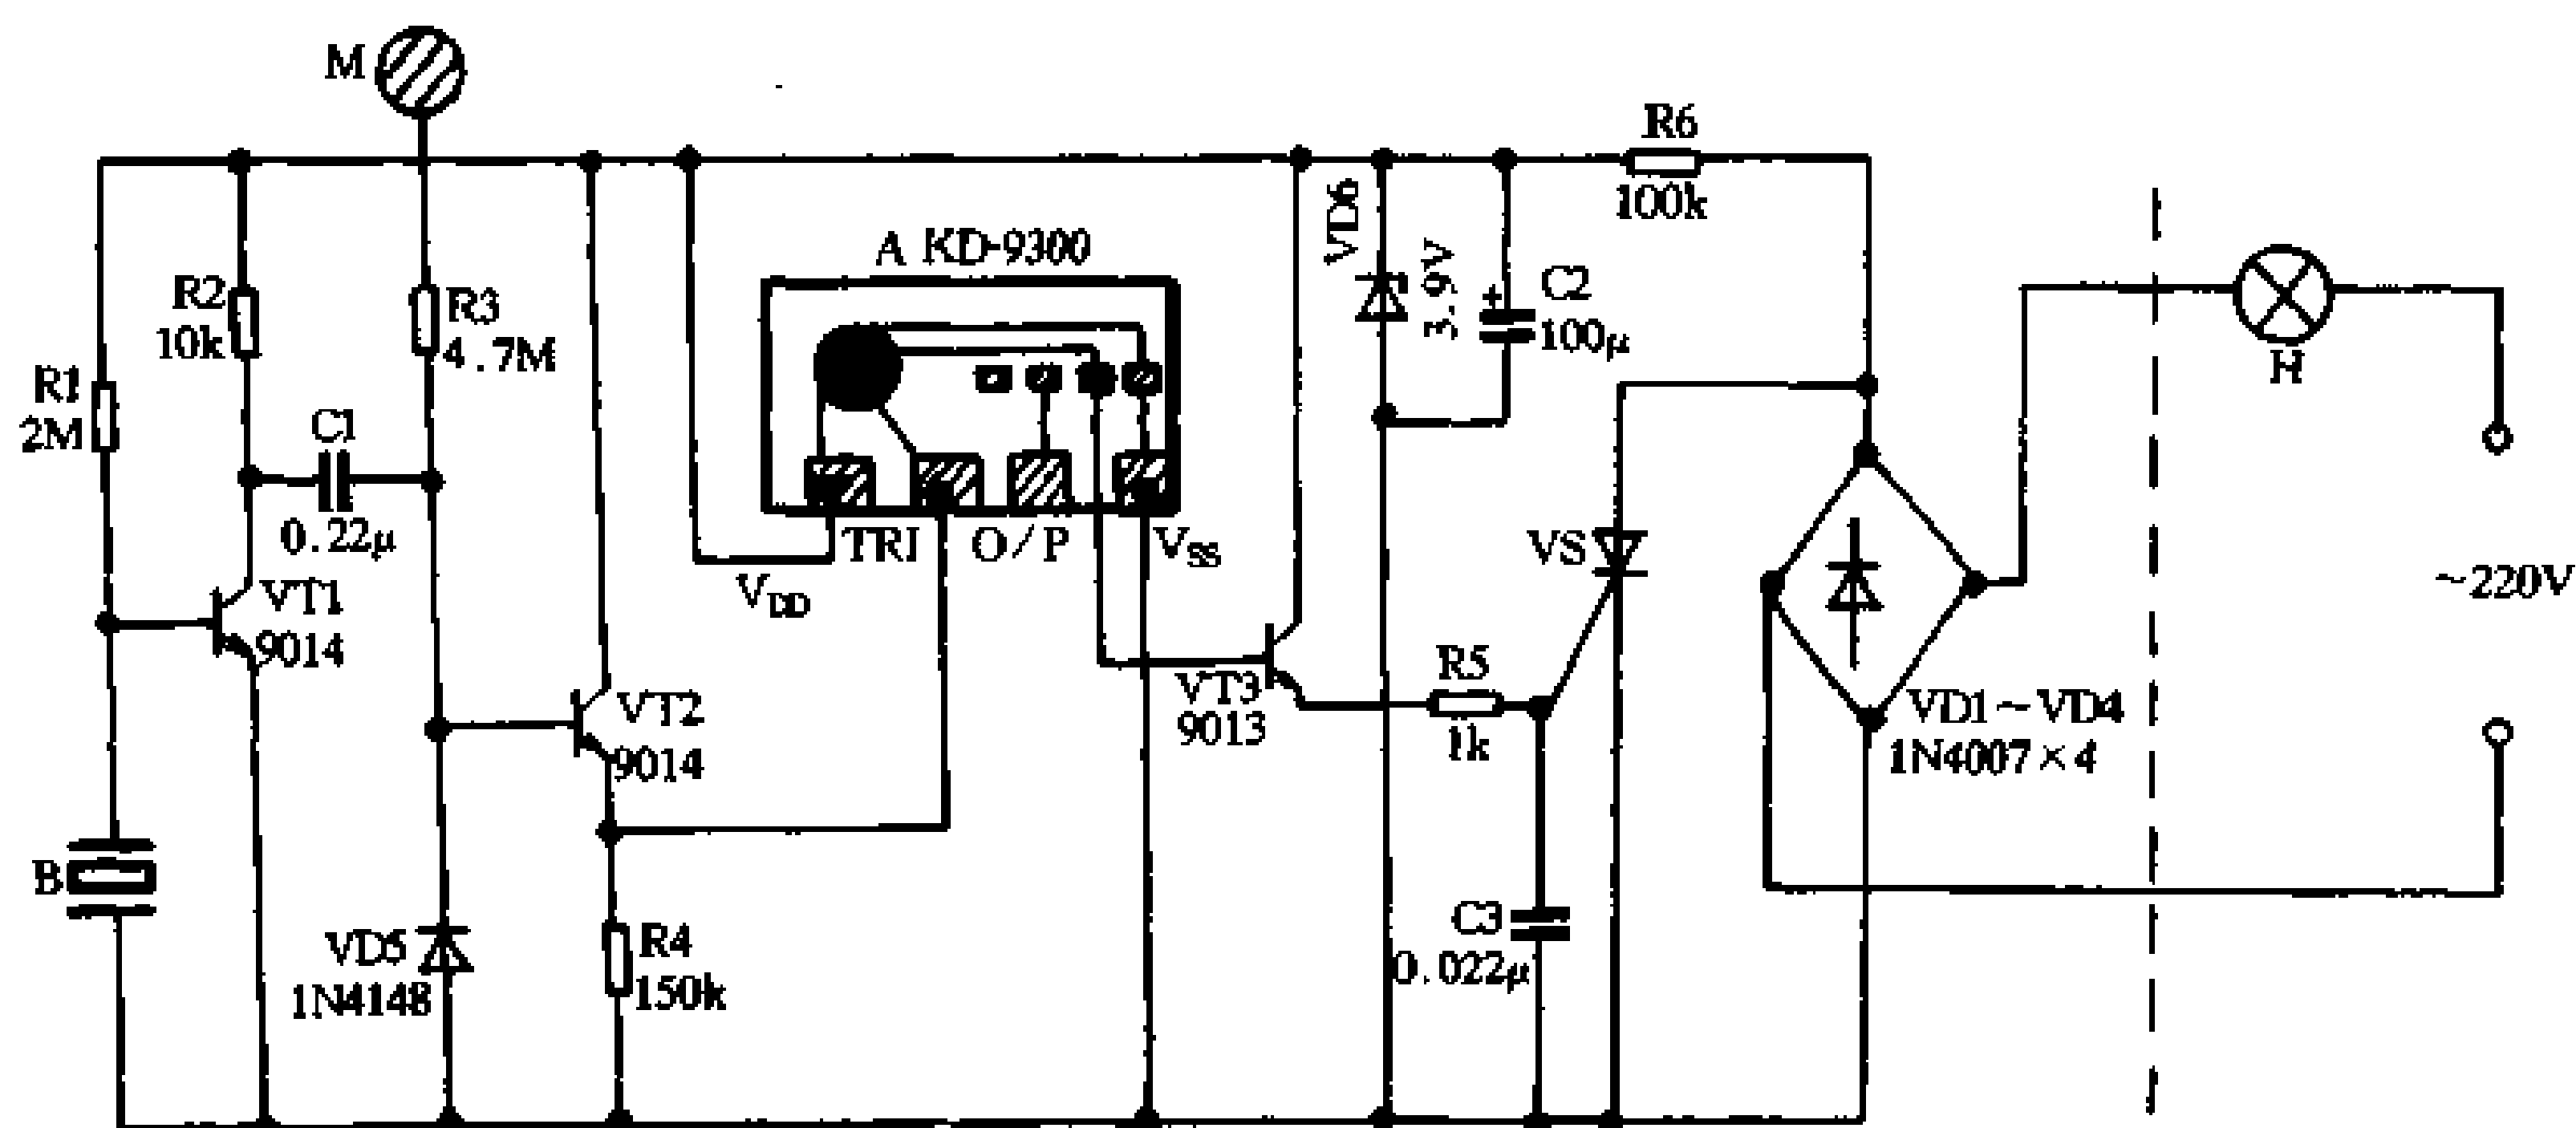 M
R6
100k
A KD-9300
VD6
3.9V
C2
+
100μ
R2
10k
R3
4.7M
R1
2M
C1
0.22μ
H
TRI
O/P
VSS
VDD
VS
~220V
VT1
9014
VT2
9014
VT3
9013
R5
1k
VD1~VD4
1N4007×4
B
VD5
1N4148
R4
150k
C3
0.022μ